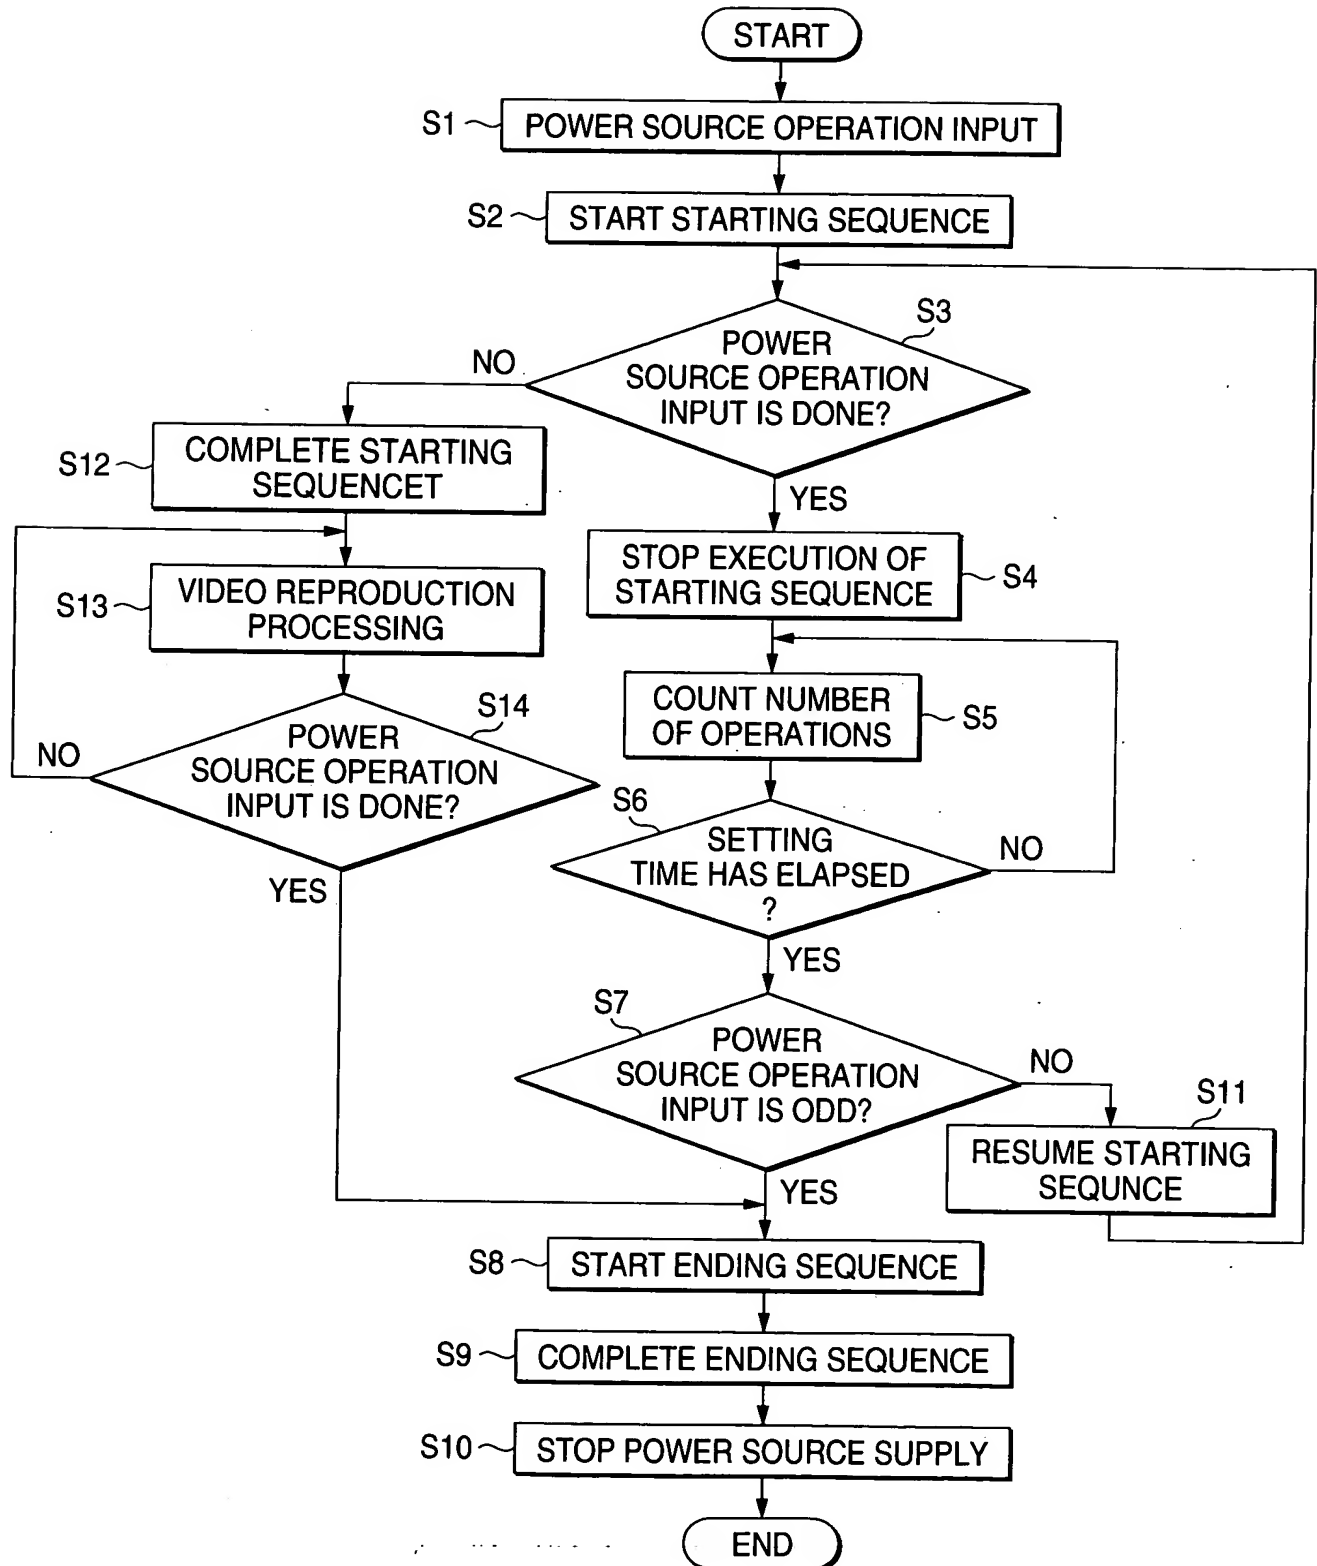 START
S1
POWER SOURCE OPERATION INPUT
S2
START STARTING SEQUENCE
S3
POWER
SOURCE OPERATION
INPUT IS DONE?
NO
YES
S12
COMPLETE STARTING
SEQUENCET
S4
STOP EXECUTION OF
STARTING SEQUENCE
S13
VIDEO REPRODUCTION
PROCESSING
S5
COUNT NUMBER
OF OPERATIONS
S14
POWER
SOURCE OPERATION
INPUT IS DONE?
NO
YES
S6
SETTING
TIME HAS ELAPSED
?
NO
YES
S7
POWER
SOURCE OPERATION
INPUT IS ODD?
NO
YES
S11
RESUME STARTING
SEQUNCE
S8
START ENDING SEQUENCE
S9
COMPLETE ENDING SEQUENCE
S10
STOP POWER SOURCE SUPPLY
END